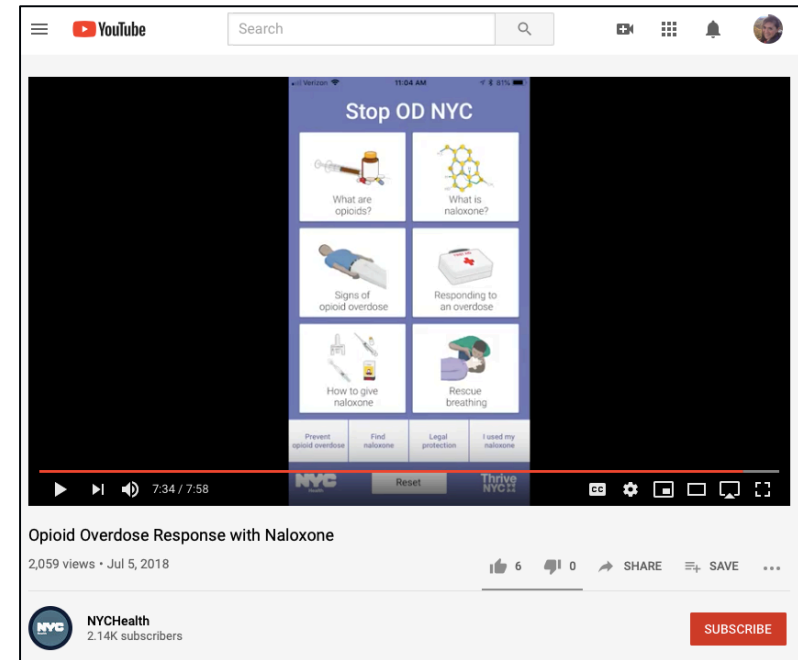 YouTube
Search
Verizon 11:04 AM 81%
Stop OD NYC
What are
opioids?
What is
naloxone?
Signs of
opioid overdose
Responding to
an overdose
How to give
naloxone
Rescue
breathing
Prevent
opioid overdose
Find
naloxone
Legal
protection
I used my
naloxone
NYC
Health
Reset
Thrive
NYC
7:34 / 7:58
CC
Opioid Overdose Response with Naloxone
2,059 views • Jul 5, 2018
6 0 SHARE SAVE
NYC
NYCHealth
2.14K subscribers
SUBSCRIBE